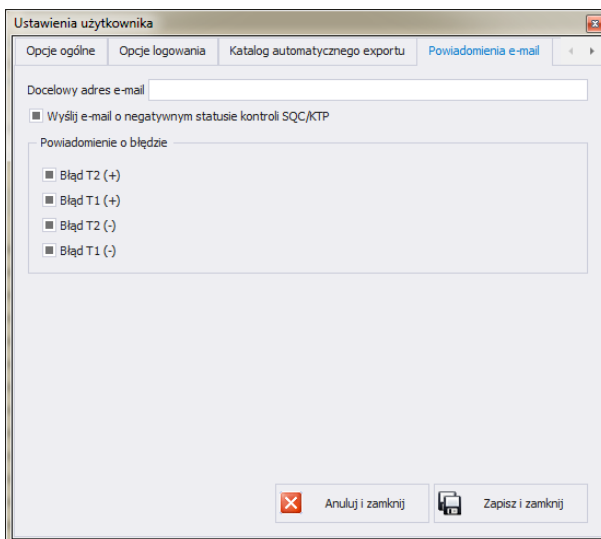 Ustawienia użytkownika
Opcje ogólne Opcje logowania Katalog automatycznego exportu Powiadomienia e-mail
Docelowy adres e-mail
Wyślij e-mail o negatywnym statusie kontroli SQC/KTP
Powiadomienie o błędzie
Błąd T2 (+)
Błąd T1 (+)
Błąd T2 (-)
Błąd T1 (-)
Anuluj i zamknij Zapisz i zamknij